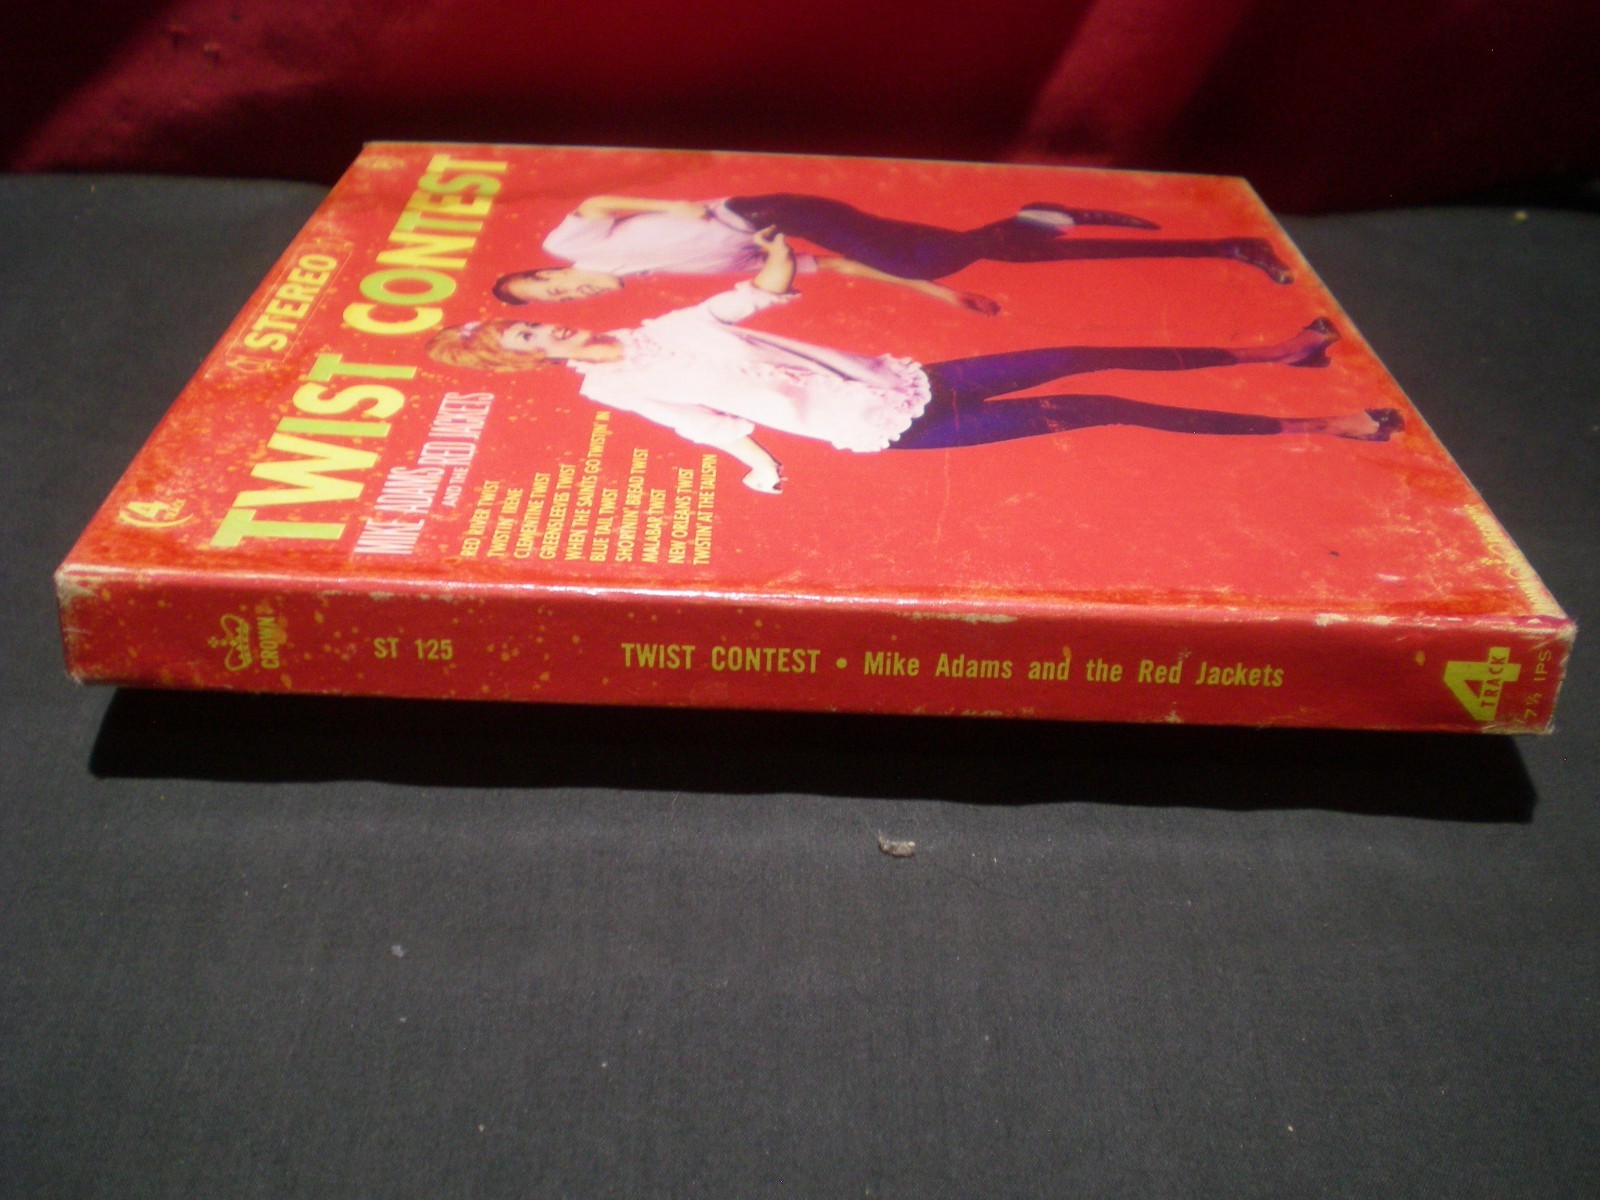 STEREO
TWIST CONTEST
MIKE ADAMS AND THE RED JACKETS
RED RIVER TWIST
TWISTIN' IRENE
CLEMENTINE TWIST
GREENSLEEVES TWIST
WHEN THE SAINTS GO TWISTIN' IN
BLUE TAIL TWIST
SHORTNIN' BREAD TWIST
MALABAR TWIST
NEW ORLEANS TWIST
TWISTIN' AT THE TAILSPIN
4
CROWN
ST 125
TWIST CONTEST • Mike Adams and the Red Jackets
4 TRACK
7½ IPS